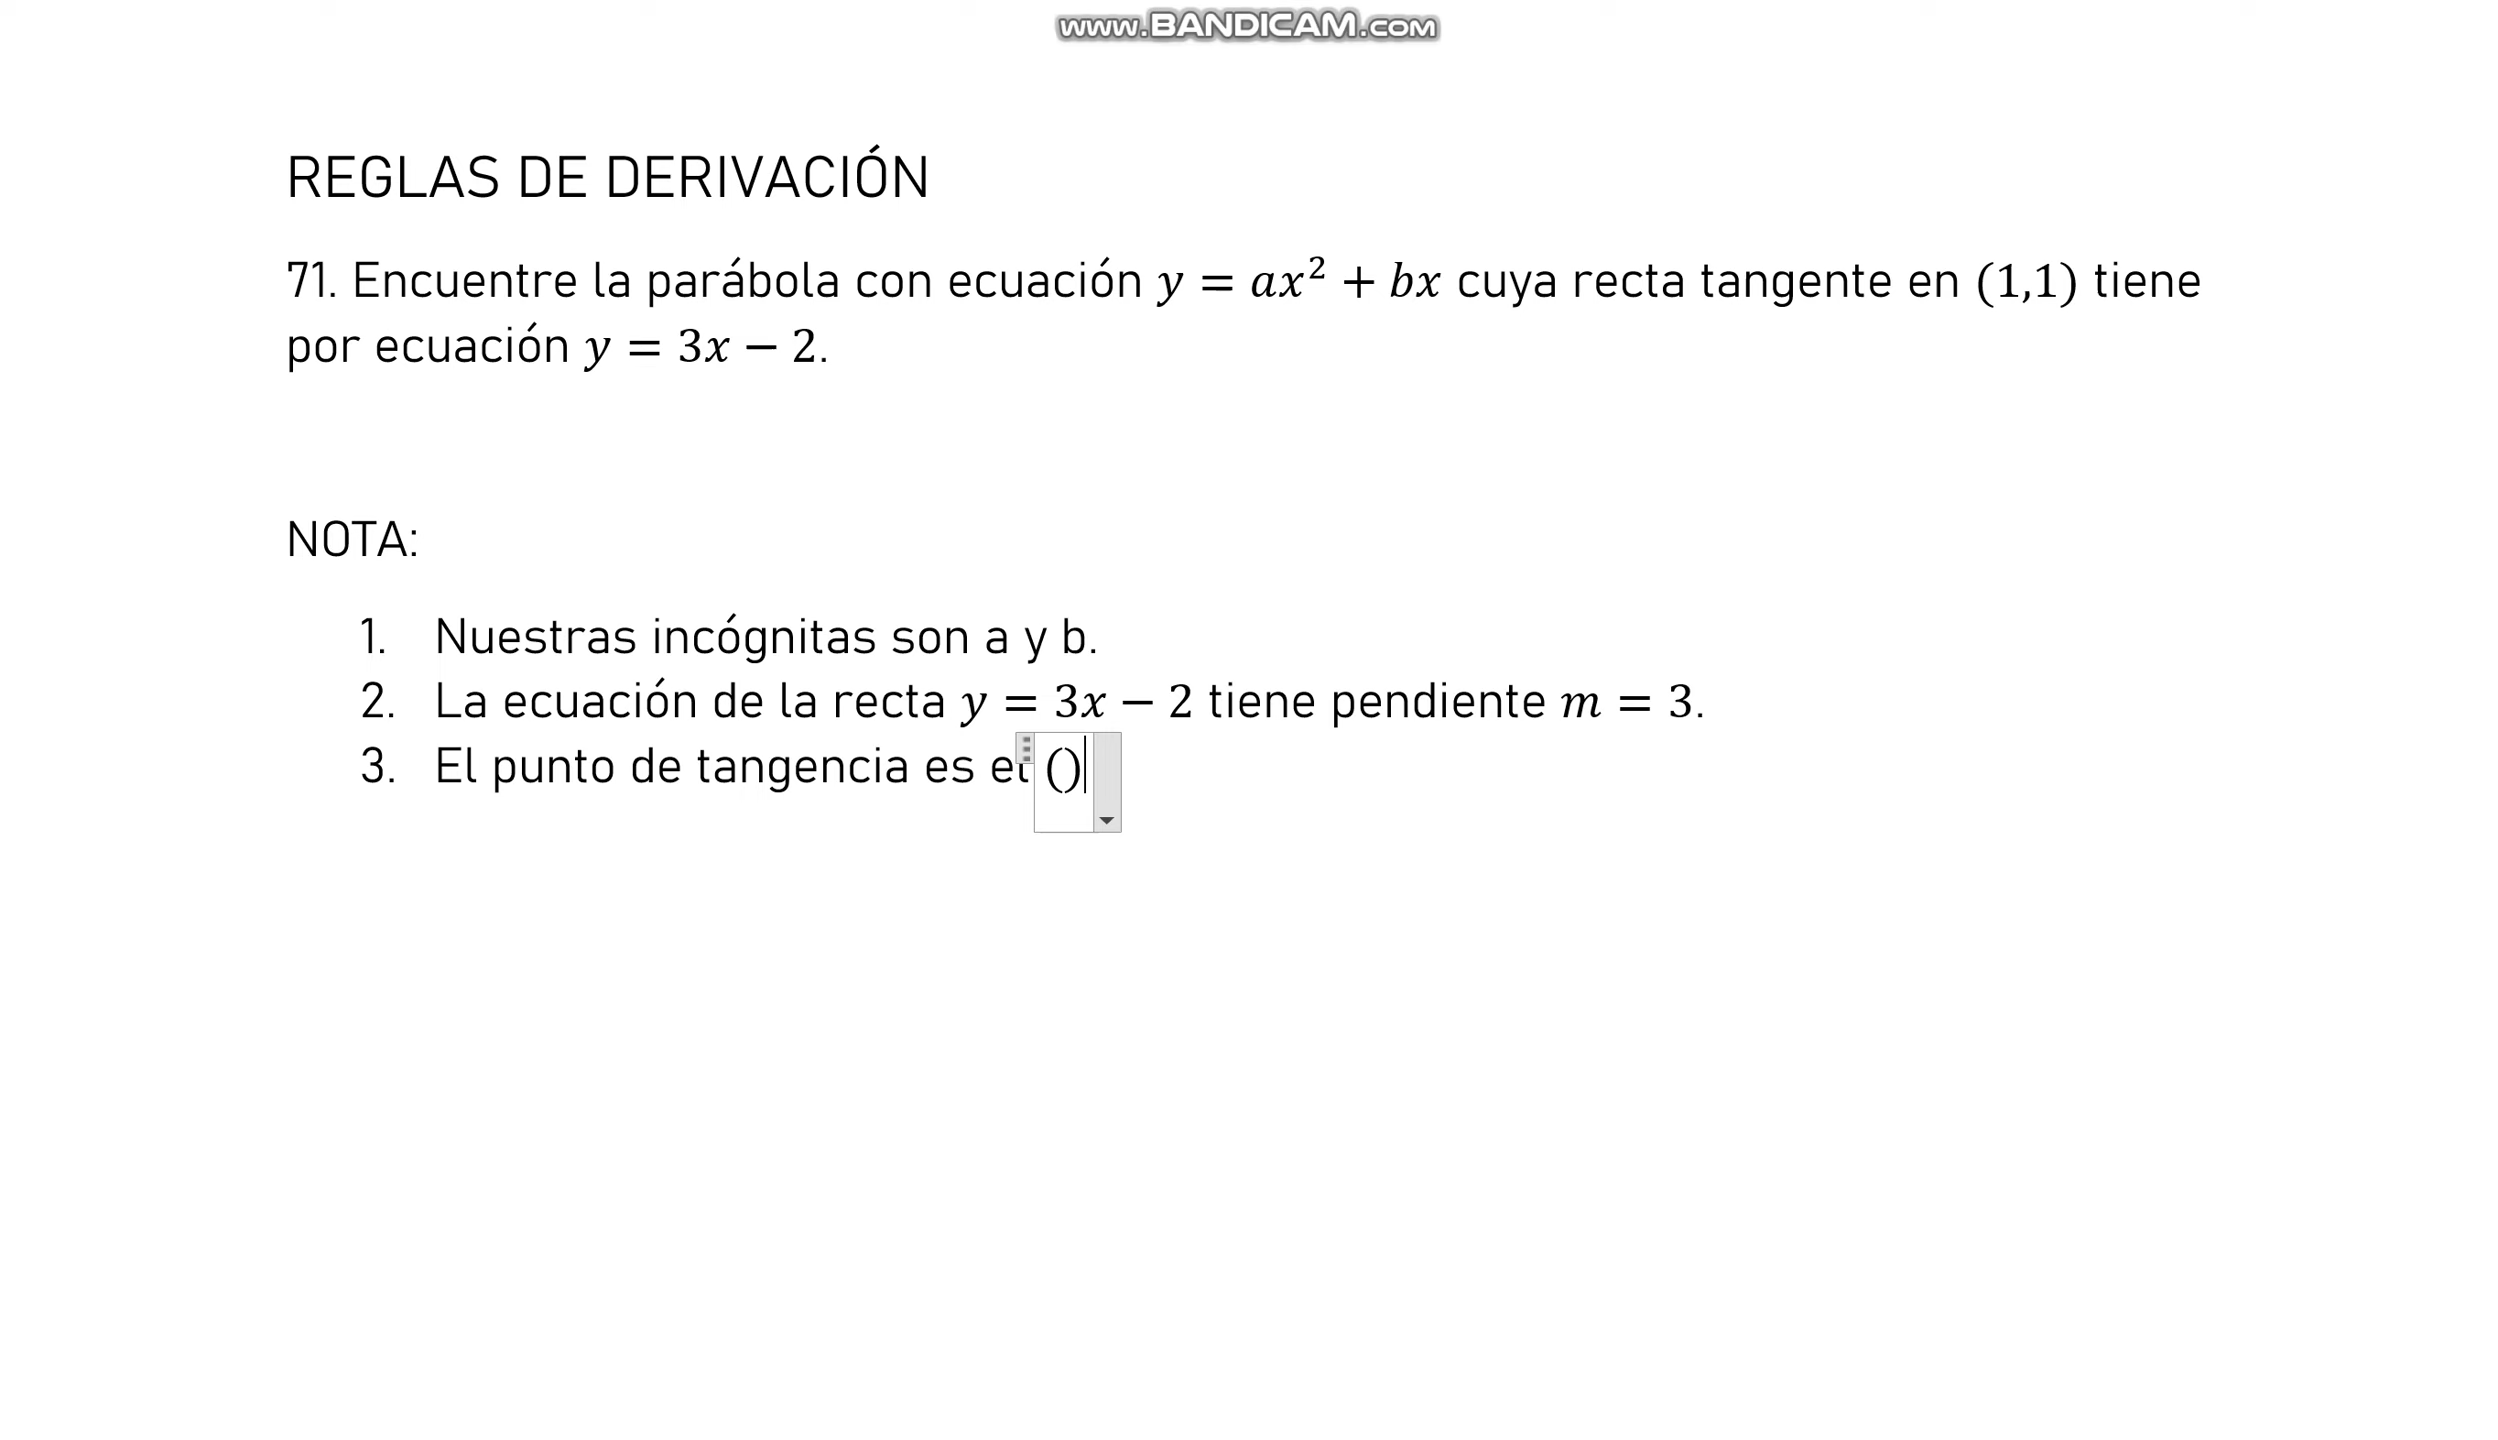 www.BANDICAM.com
REGLAS DE DERIVACIÓN
71. Encuentre la parábola con ecuación y = ax² + bx cuya recta tangente en (1,1) tiene
por ecuación y = 3x − 2.
NOTA:
1. Nuestras incógnitas son a y b.
2. La ecuación de la recta y = 3x − 2 tiene pendiente m = 3.
3. El punto de tangencia es el ()